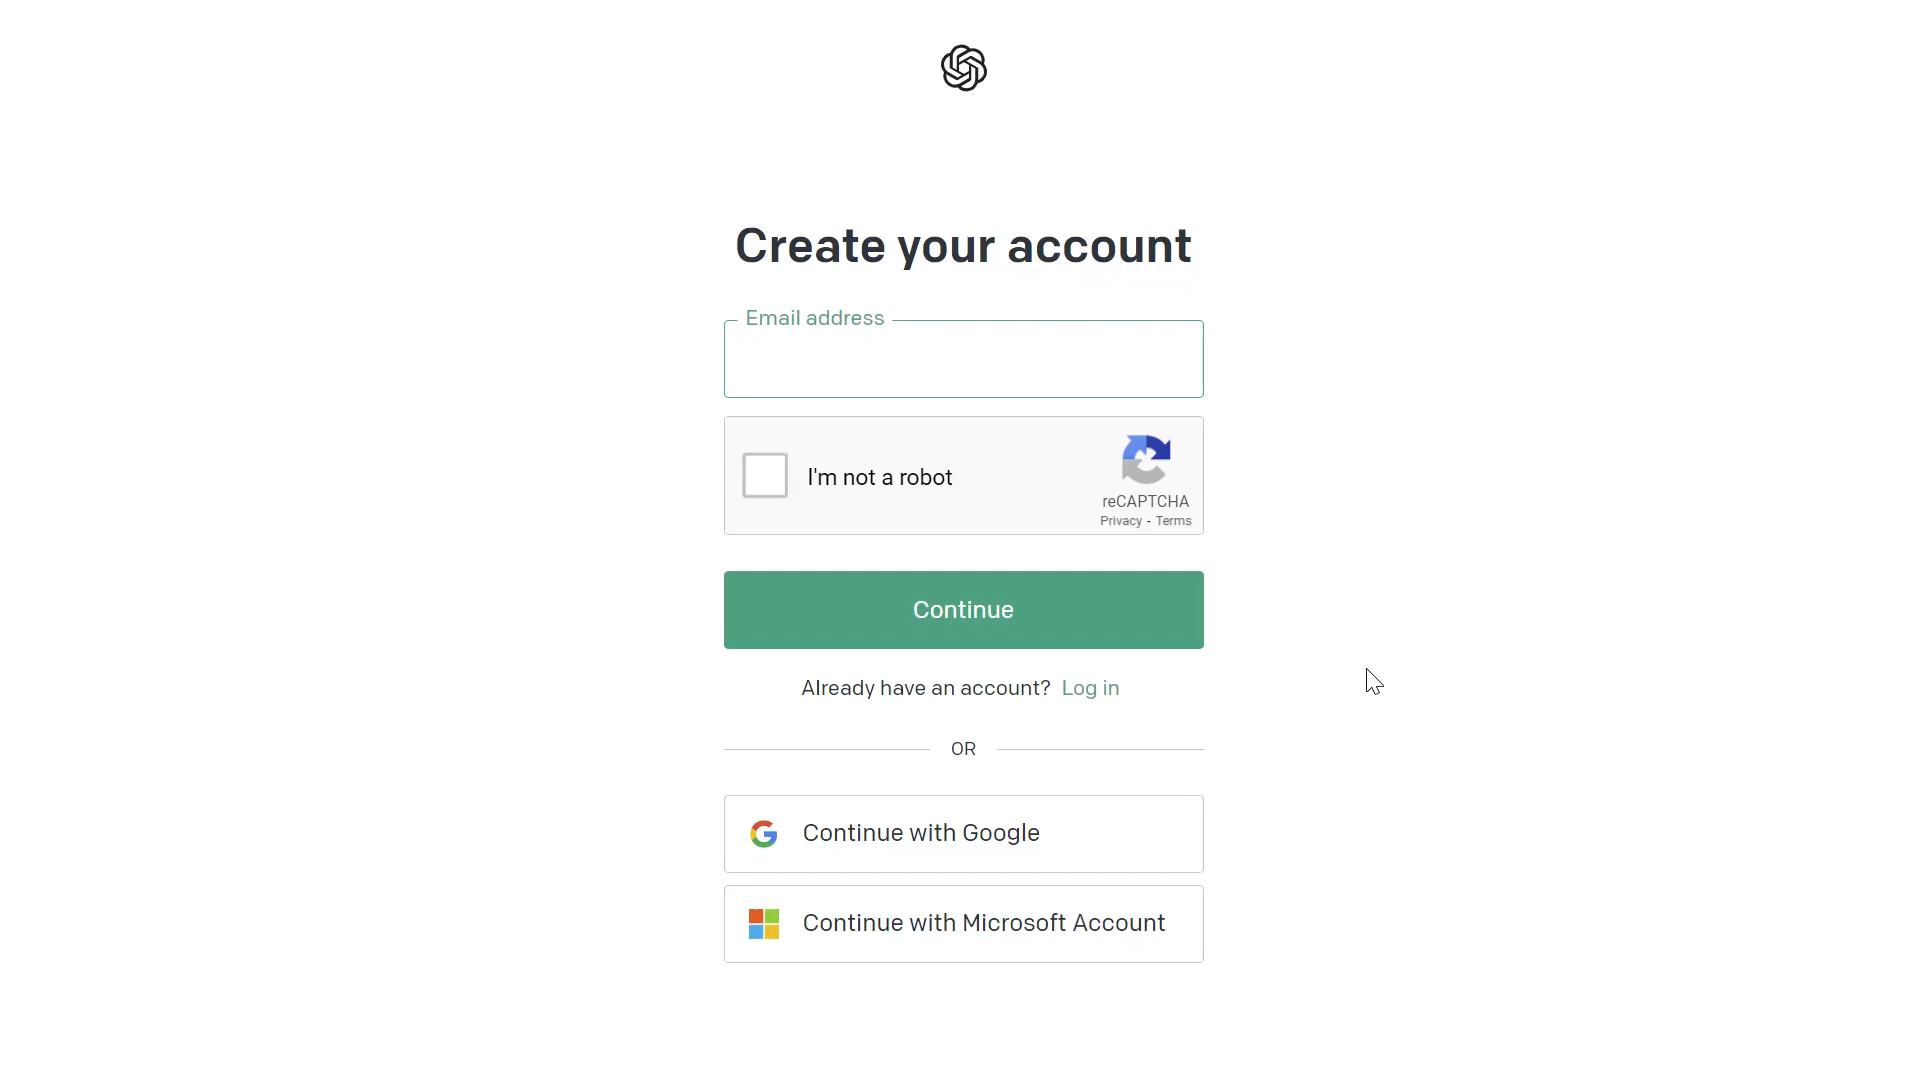 Create your account
Email address
I'm not a robot
reCAPTCHA
Privacy - Terms
Continue
Already have an account? Log in
OR
Continue with Google
Continue with Microsoft Account